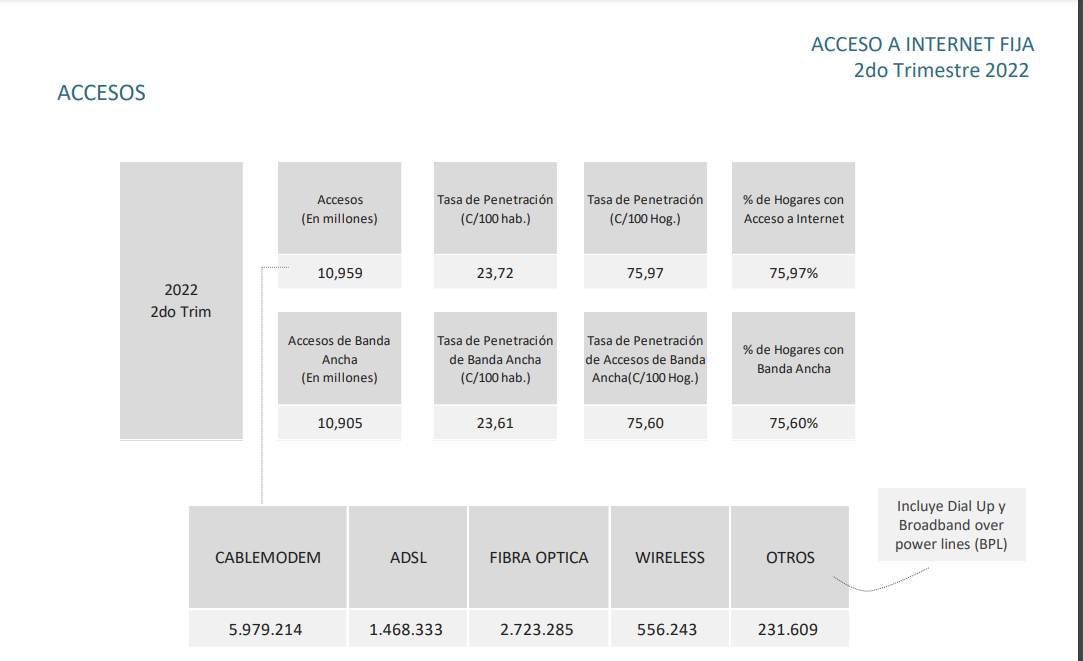 ACCESO A INTERNET FIJA
2do Trimestre 2022
ACCESOS
2022
2do Trim
Accesos
(En millones)
Tasa de Penetración
(C/100 hab.)
Tasa de Penetración
(C/100 Hog.)
% de Hogares con
Acceso a Internet
10,959
23,72
75,97
75,97%
Accesos de Banda
Ancha
(En millones)
Tasa de Penetración
de Banda Ancha
(C/100 hab.)
Tasa de Penetración
de Accesos de Banda
Ancha(C/100 Hog.)
% de Hogares con
Banda Ancha
10,905
23,61
75,60
75,60%
Incluye Dial Up y
Broadband over
power lines (BPL)
CABLEMODEM
ADSL
FIBRA OPTICA
WIRELESS
OTROS
5.979.214
1.468.333
2.723.285
556.243
231.609